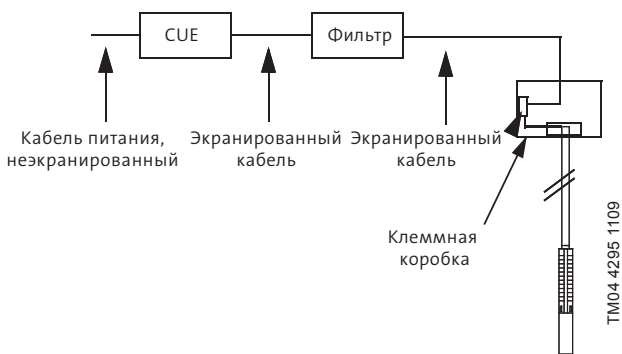 CUE
Фильтр
Кабель питания,
неэкранированный
Экранированный
кабель
Экранированный
кабель
Клеммная
коробка
TM04 4295 1109